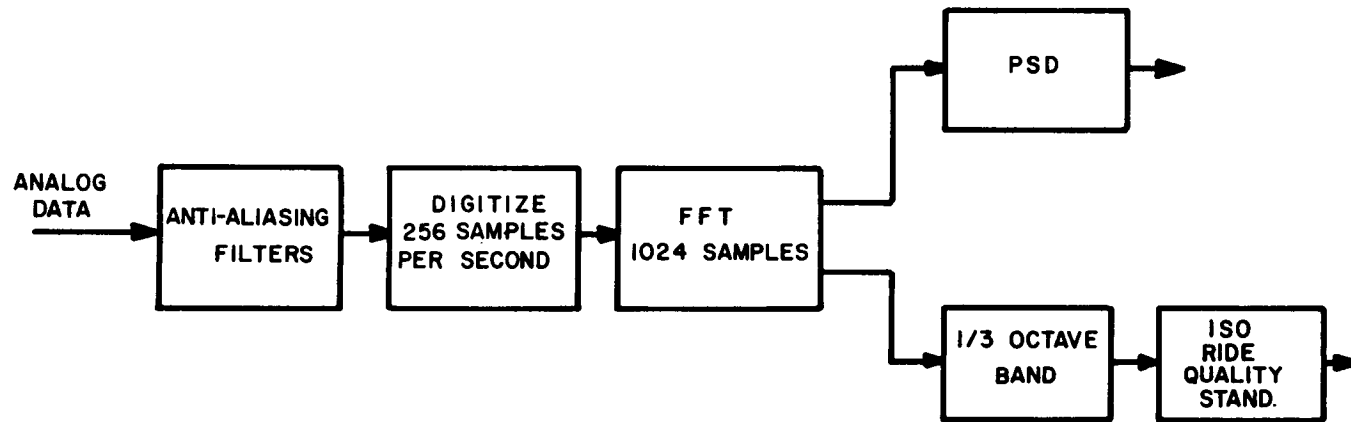 PSD
ANALOG
DATA
ANTI-ALIASING
FILTERS
DIGITIZE
256 SAMPLES
PER SECOND
FFT
1024 SAMPLES
1/3 OCTAVE
BAND
ISO
RIDE
QUALITY
STAND.